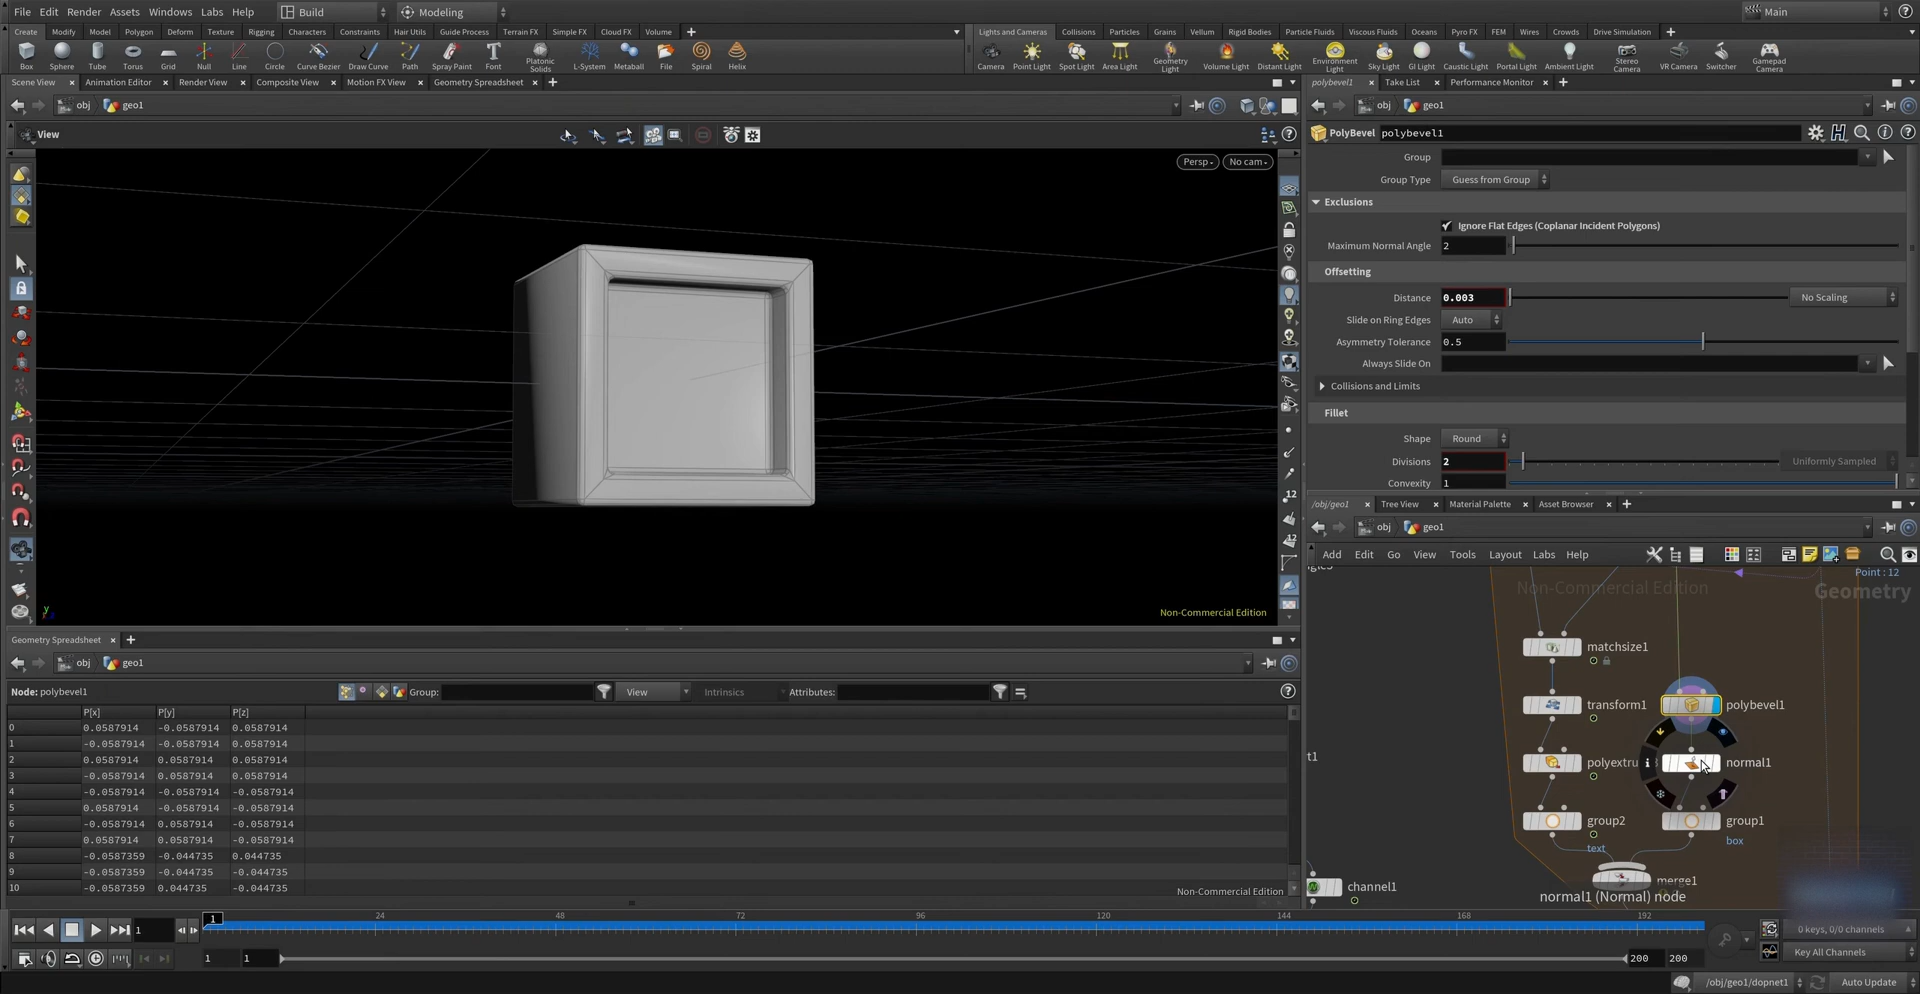 File Edit Render Assets Windows Labs Help Build Modeling Main
Create Modify Model Polygon Deform Texture Rigging Characters Constraints Hair Utils Guide Process Terrain FX Simple FX Cloud FX Volume
Lights and Cameras Collisions Particles Grains Vellum Rigid Bodies Particle Fluids Viscous Fluids Oceans Pyro FX FEM Wires Crowds Drive Simulation
Box Sphere Tube Torus Grid Null Line Circle Curve Bezier Draw Curve Path Spray Paint Font Platonic Solids L-System Metaball File Spiral Helix
Camera Point Light Spot Light Area Light Geometry Light Volume Light Distant Light Environment Light Sky Light GI Light Caustic Light Portal Light Ambient Light Stereo Camera VR Camera Switcher Gamepad Camera
Scene View Animation Editor Render View Composite View Motion FX View Geometry Spreadsheet
polybevel1 Take List Performance Monitor
obj geo1
obj geo1
View
Persp No cam
PolyBevel polybevel1
Group
Group Type Guess from Group
Exclusions
Ignore Flat Edges (Coplanar Incident Polygons)
Maximum Normal Angle 2
Offsetting
Distance 0.003 No Scaling
Slide on Ring Edges Auto
Asymmetry Tolerance 0.5
Always Slide On
Collisions and Limits
Fillet
Shape Round
Divisions 2 Uniformly Sampled
Convexity 1
12
12
y
Non-Commercial Edition
/obj/geo1 Tree View Material Palette Asset Browser
obj geo1
Add Edit Go View Tools Layout Labs Help
Point : 12
Non-Commercial Edition
Geometry
matchsize1
transform1 polybevel1
polyextru normal1
group2 group1
text box
merge1
channel1
t1
normal1 (Normal) node
Geometry Spreadsheet
obj geo1
Node: polybevel1 Group: View Intrinsics Attributes:
P[x] P[y] P[z]
0 0.0587914 -0.0587914 0.0587914
1 -0.0587914 -0.0587914 0.0587914
2 0.0587914 0.0587914 0.0587914
3 -0.0587914 0.0587914 0.0587914
4 -0.0587914 -0.0587914 -0.0587914
5 0.0587914 -0.0587914 -0.0587914
6 -0.0587914 0.0587914 -0.0587914
7 0.0587914 0.0587914 -0.0587914
8 -0.0587359 -0.044735 0.044735
9 -0.0587359 -0.044735 -0.044735
10 -0.0587359 0.044735 -0.044735
Non-Commercial Edition
1 1 24 48 72 96 120 144 168 192
0 keys, 0/0 channels
1 1 200 200
Key All Channels
/obj/geo1/dopnet1 Auto Update